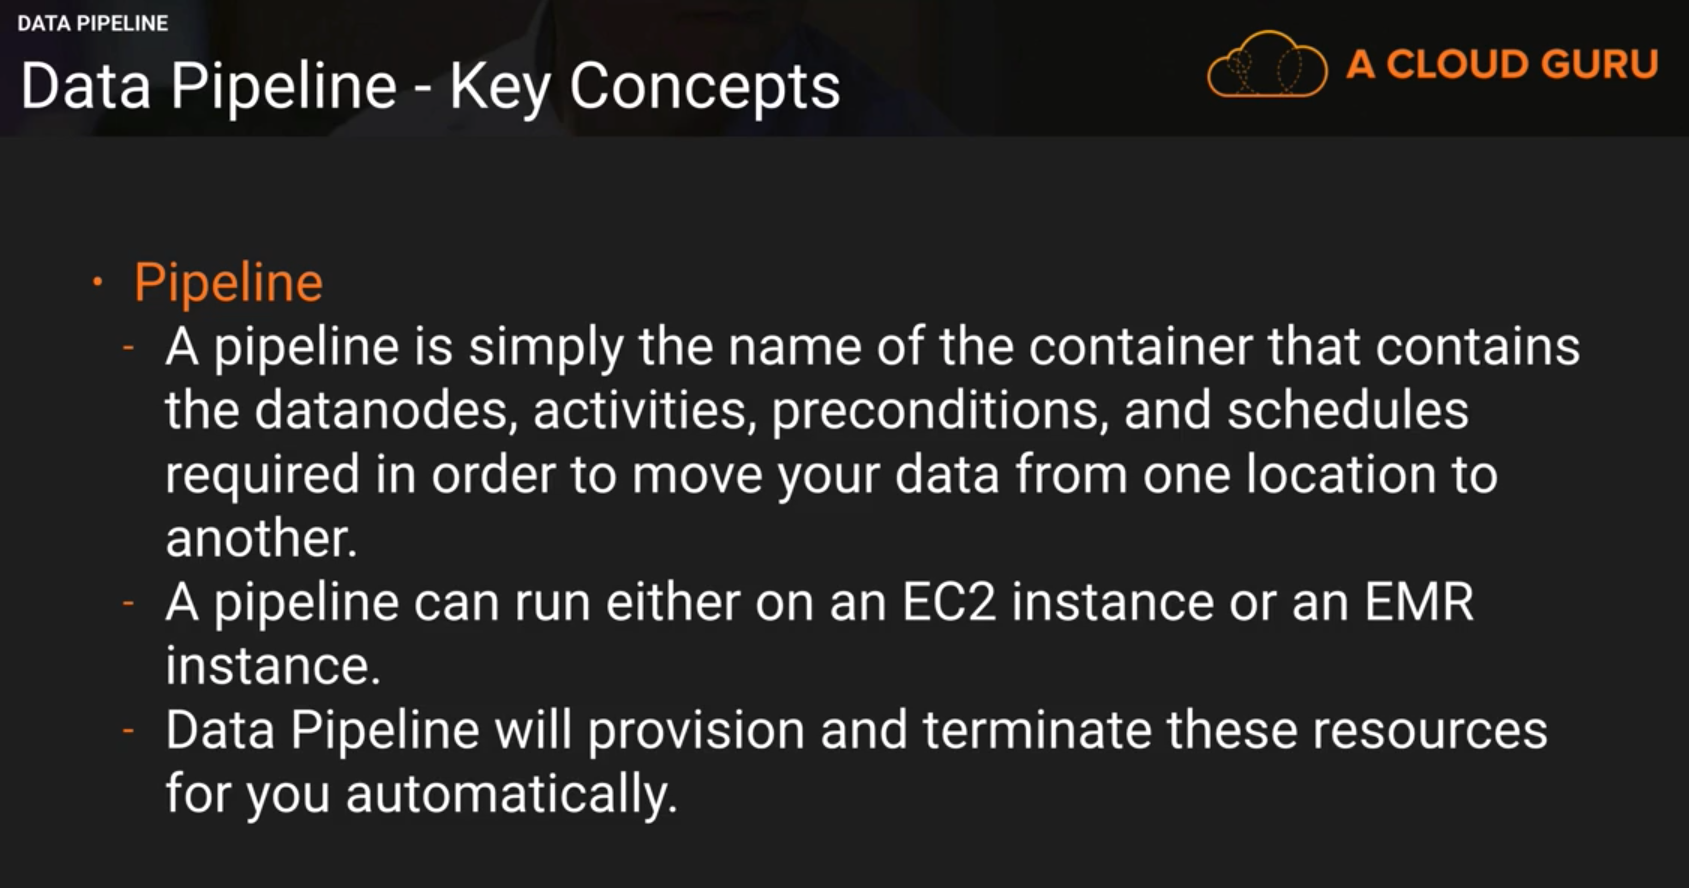 DATA PIPELINE
Data Pipeline - Key Concepts
A CLOUD GURU
• Pipeline
- A pipeline is simply the name of the container that contains
the datanodes, activities, preconditions, and schedules
required in order to move your data from one location to
another.
- A pipeline can run either on an EC2 instance or an EMR
instance.
- Data Pipeline will provision and terminate these resources
for you automatically.